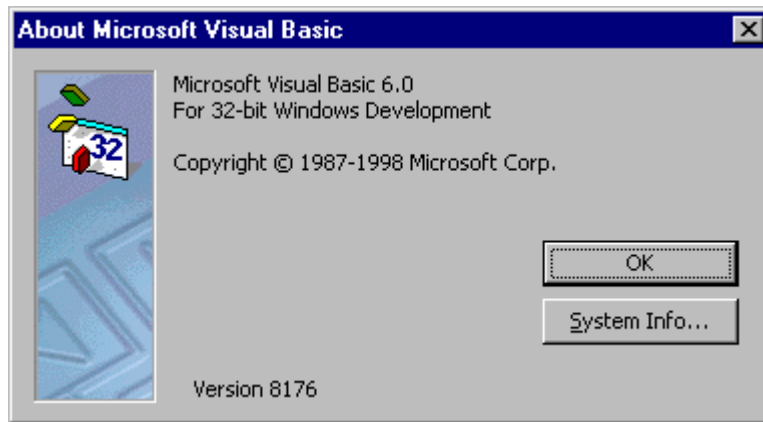 About Microsoft Visual Basic
32
Microsoft Visual Basic 6.0
For 32-bit Windows Development
Copyright © 1987-1998 Microsoft Corp.
OK
System Info...
Version 8176